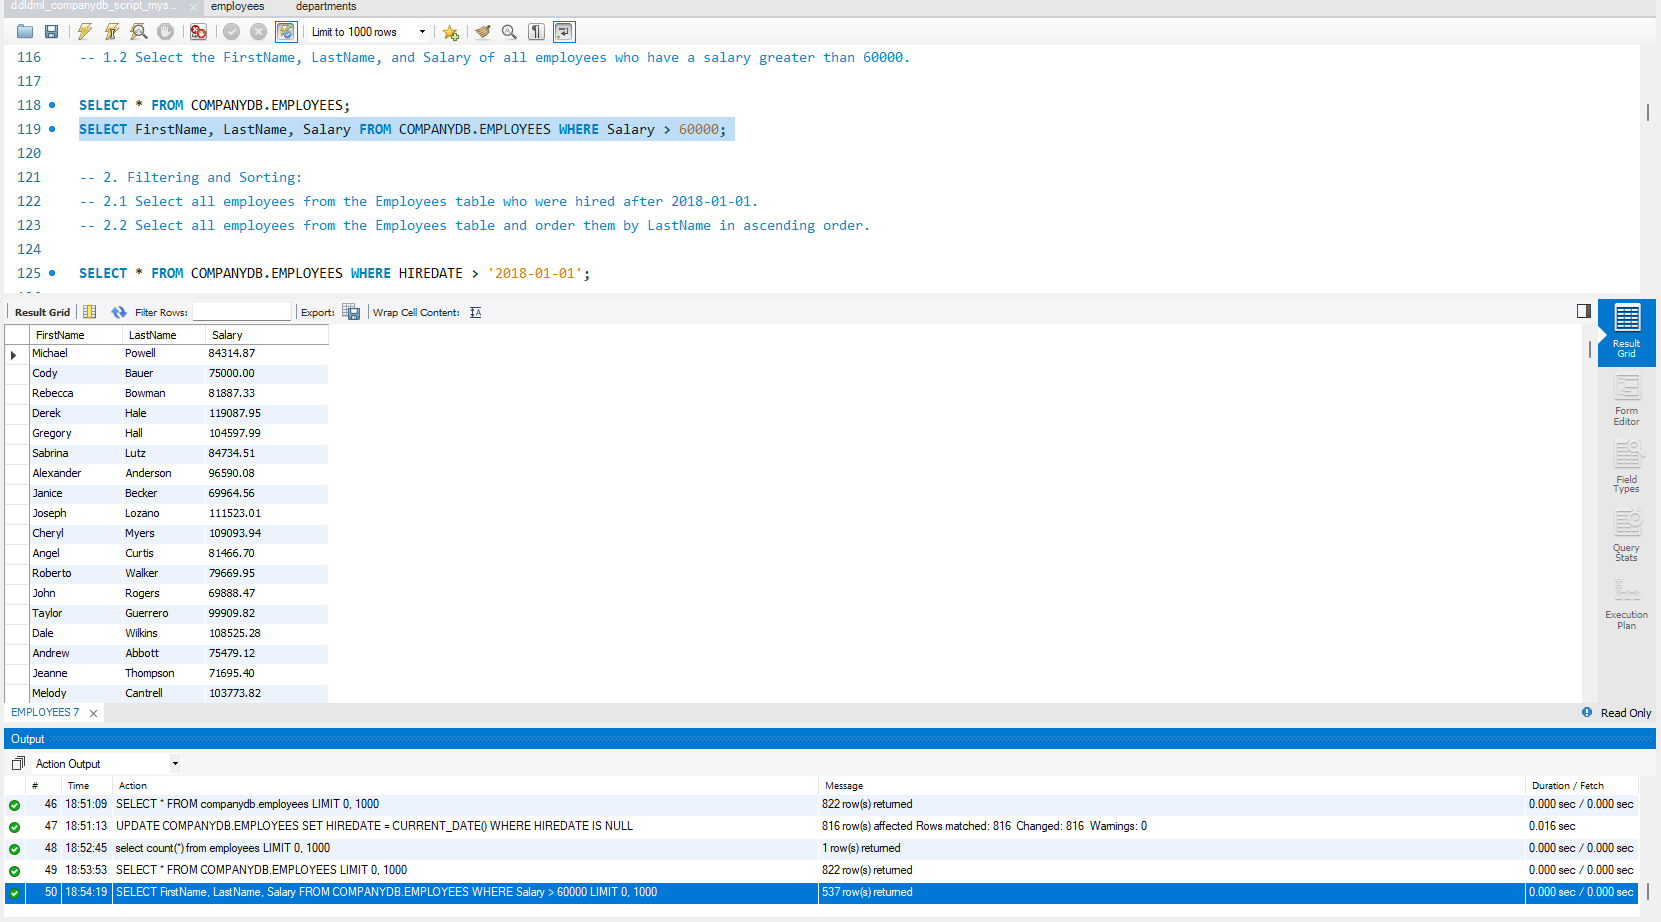 ddldml_companydb_script_mys... employees departments
Limit to 1000 rows
116 -- 1.2 Select the FirstName, LastName, and Salary of all employees who have a salary greater than 60000.
117
118 SELECT * FROM COMPANYDB.EMPLOYEES;
119 SELECT FirstName, LastName, Salary FROM COMPANYDB.EMPLOYEES WHERE Salary > 60000;
120
121 -- 2. Filtering and Sorting:
122 -- 2.1 Select all employees from the Employees table who were hired after 2018-01-01.
123 -- 2.2 Select all employees from the Employees table and order them by LastName in ascending order.
124
125 SELECT * FROM COMPANYDB.EMPLOYEES WHERE HIREDATE > '2018-01-01';
Result Grid Filter Rows: Export: Wrap Cell Content:
FirstName LastName Salary
Michael Powell 84314.87
Cody Bauer 75000.00
Rebecca Bowman 81887.33
Derek Hale 119087.95
Gregory Hall 104597.99
Sabrina Lutz 84734.51
Alexander Anderson 96590.08
Janice Becker 69964.56
Joseph Lozano 111523.01
Cheryl Myers 109093.94
Angel Curtis 81466.70
Roberto Walker 79669.95
John Rogers 69888.47
Taylor Guerrero 99909.82
Dale Wilkins 108525.28
Andrew Abbott 75479.12
Jeanne Thompson 71695.40
Melody Cantrell 103773.82
Result
Grid
Form
Editor
Field
Types
Query
Stats
Execution
Plan
EMPLOYEES 7 Read Only
Output
Action Output
# Time Action Message Duration / Fetch
46 18:51:09 SELECT * FROM companydb.employees LIMIT 0, 1000 822 row(s) returned 0.000 sec / 0.000 sec
47 18:51:13 UPDATE COMPANYDB.EMPLOYEES SET HIREDATE = CURRENT_DATE() WHERE HIREDATE IS NULL 816 row(s) affected Rows matched: 816 Changed: 816 Warnings: 0 0.016 sec
48 18:52:45 select count(*) from employees LIMIT 0, 1000 1 row(s) returned 0.000 sec / 0.000 sec
49 18:53:53 SELECT * FROM COMPANYDB.EMPLOYEES LIMIT 0, 1000 822 row(s) returned 0.000 sec / 0.000 sec
50 18:54:19 SELECT FirstName, LastName, Salary FROM COMPANYDB.EMPLOYEES WHERE Salary > 60000 LIMIT 0, 1000 537 row(s) returned 0.000 sec / 0.000 sec